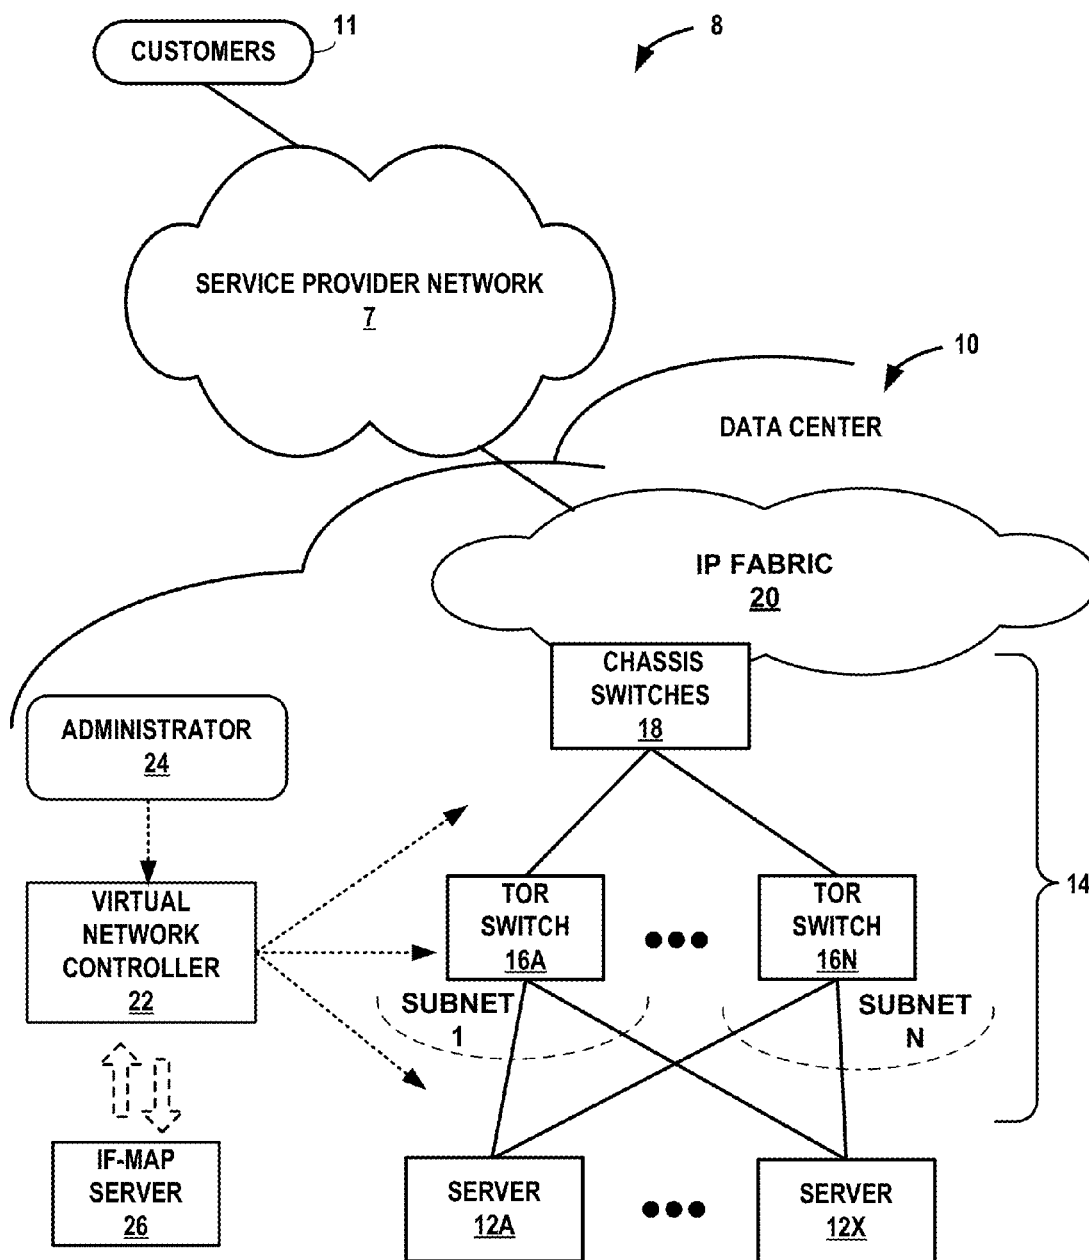 CUSTOMERS
11
8
SERVICE PROVIDER NETWORK
7
10
DATA CENTER
IP FABRIC
20
CHASSIS
SWITCHES
18
ADMINISTRATOR
24
VIRTUAL
NETWORK
CONTROLLER
22
TOR
SWITCH
16A
TOR
SWITCH
16N
14
SUBNET
1
SUBNET
N
IF-MAP
SERVER
26
SERVER
12A
SERVER
12X